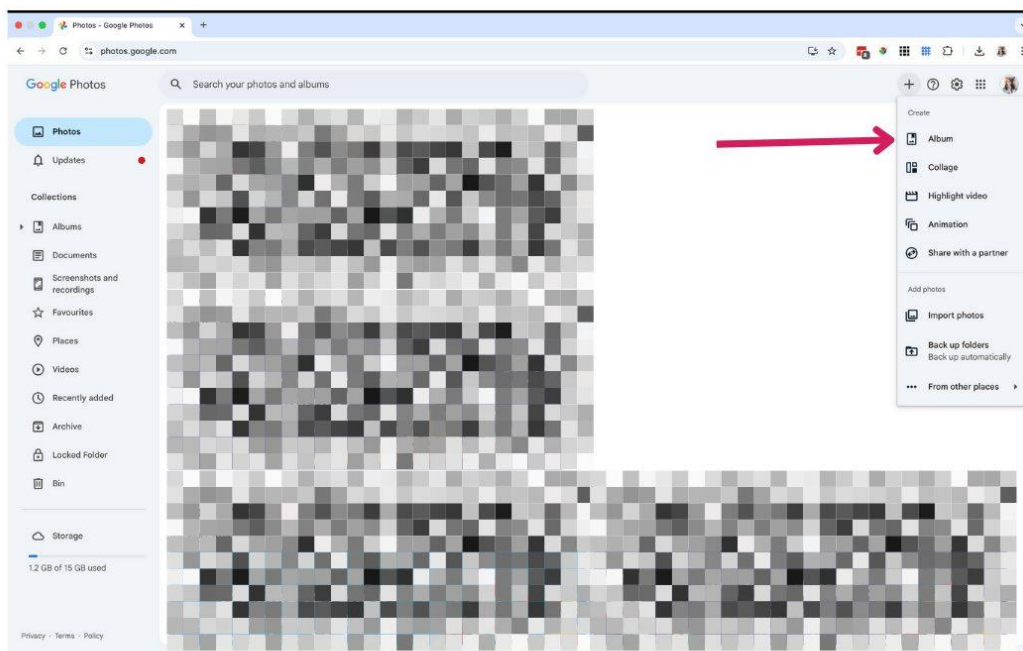 Photos - Google Photos
photos.google.com
Google Photos
Search your photos and albums
Photos
Updates
Collections
Albums
Documents
Screenshots and
recordings
Favourites
Places
Videos
Recently added
Archive
Locked Folder
Bin
Storage
1.2 GB of 15 GB used
Privacy · Terms · Policy
Create
Album
Collage
Highlight video
Animation
Share with a partner
Add photos
Import photos
Back up folders
Back up automatically
From other places